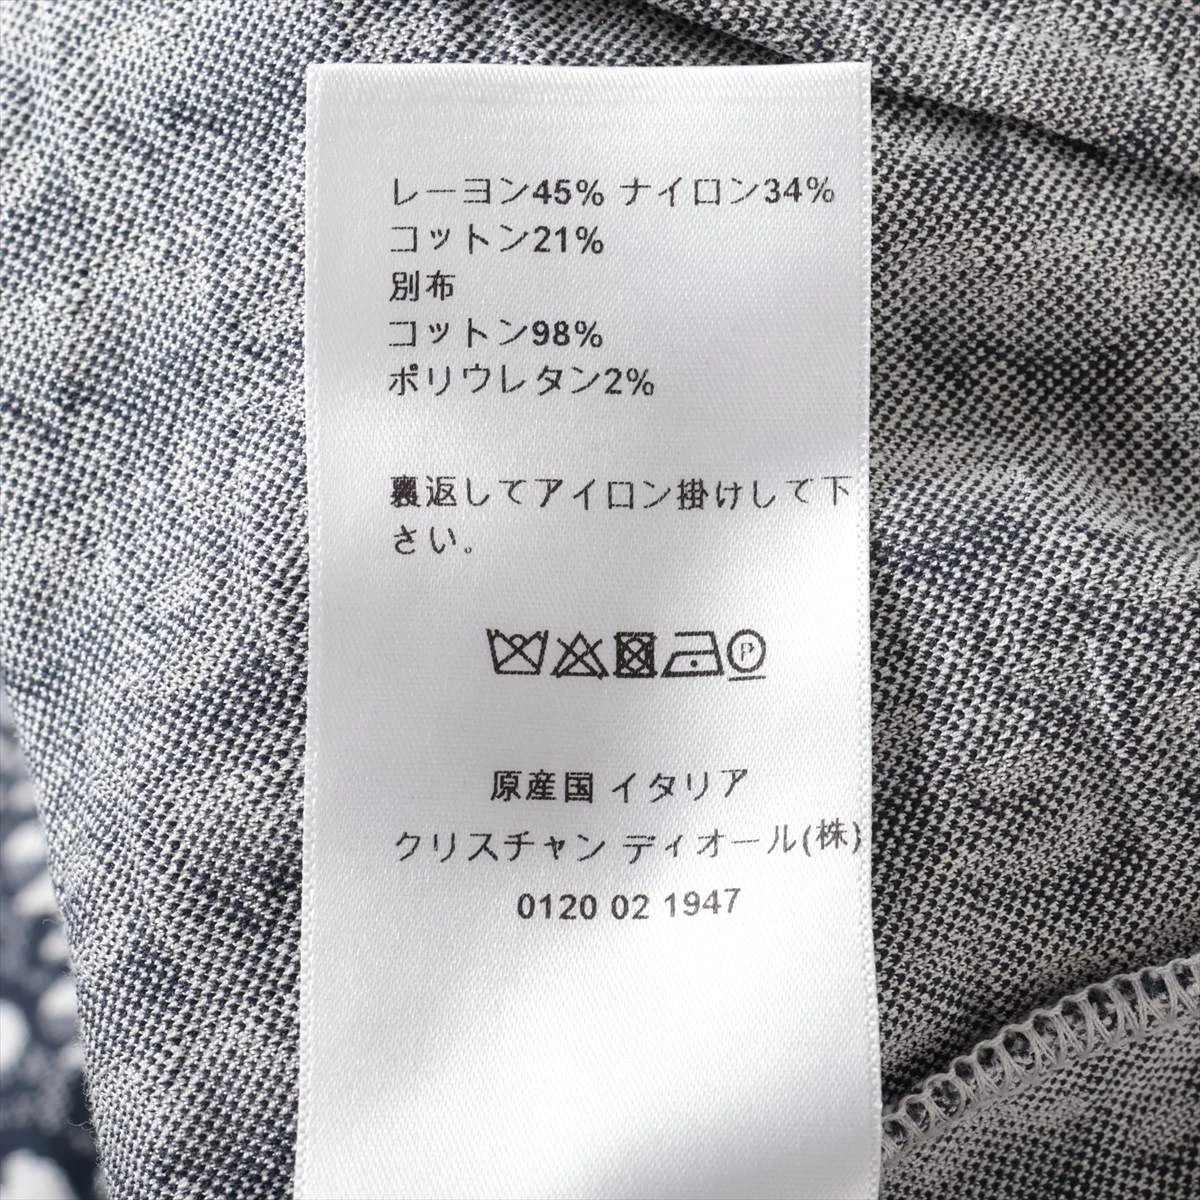 レーヨン45% ナイロン34%
コットン21%
別布
コットン98%
ポリウレタン2%
裏返してアイロン掛けして下
さい。
P
原産国 イタリア
クリスチャン ディオール(株)
0120 02 1947